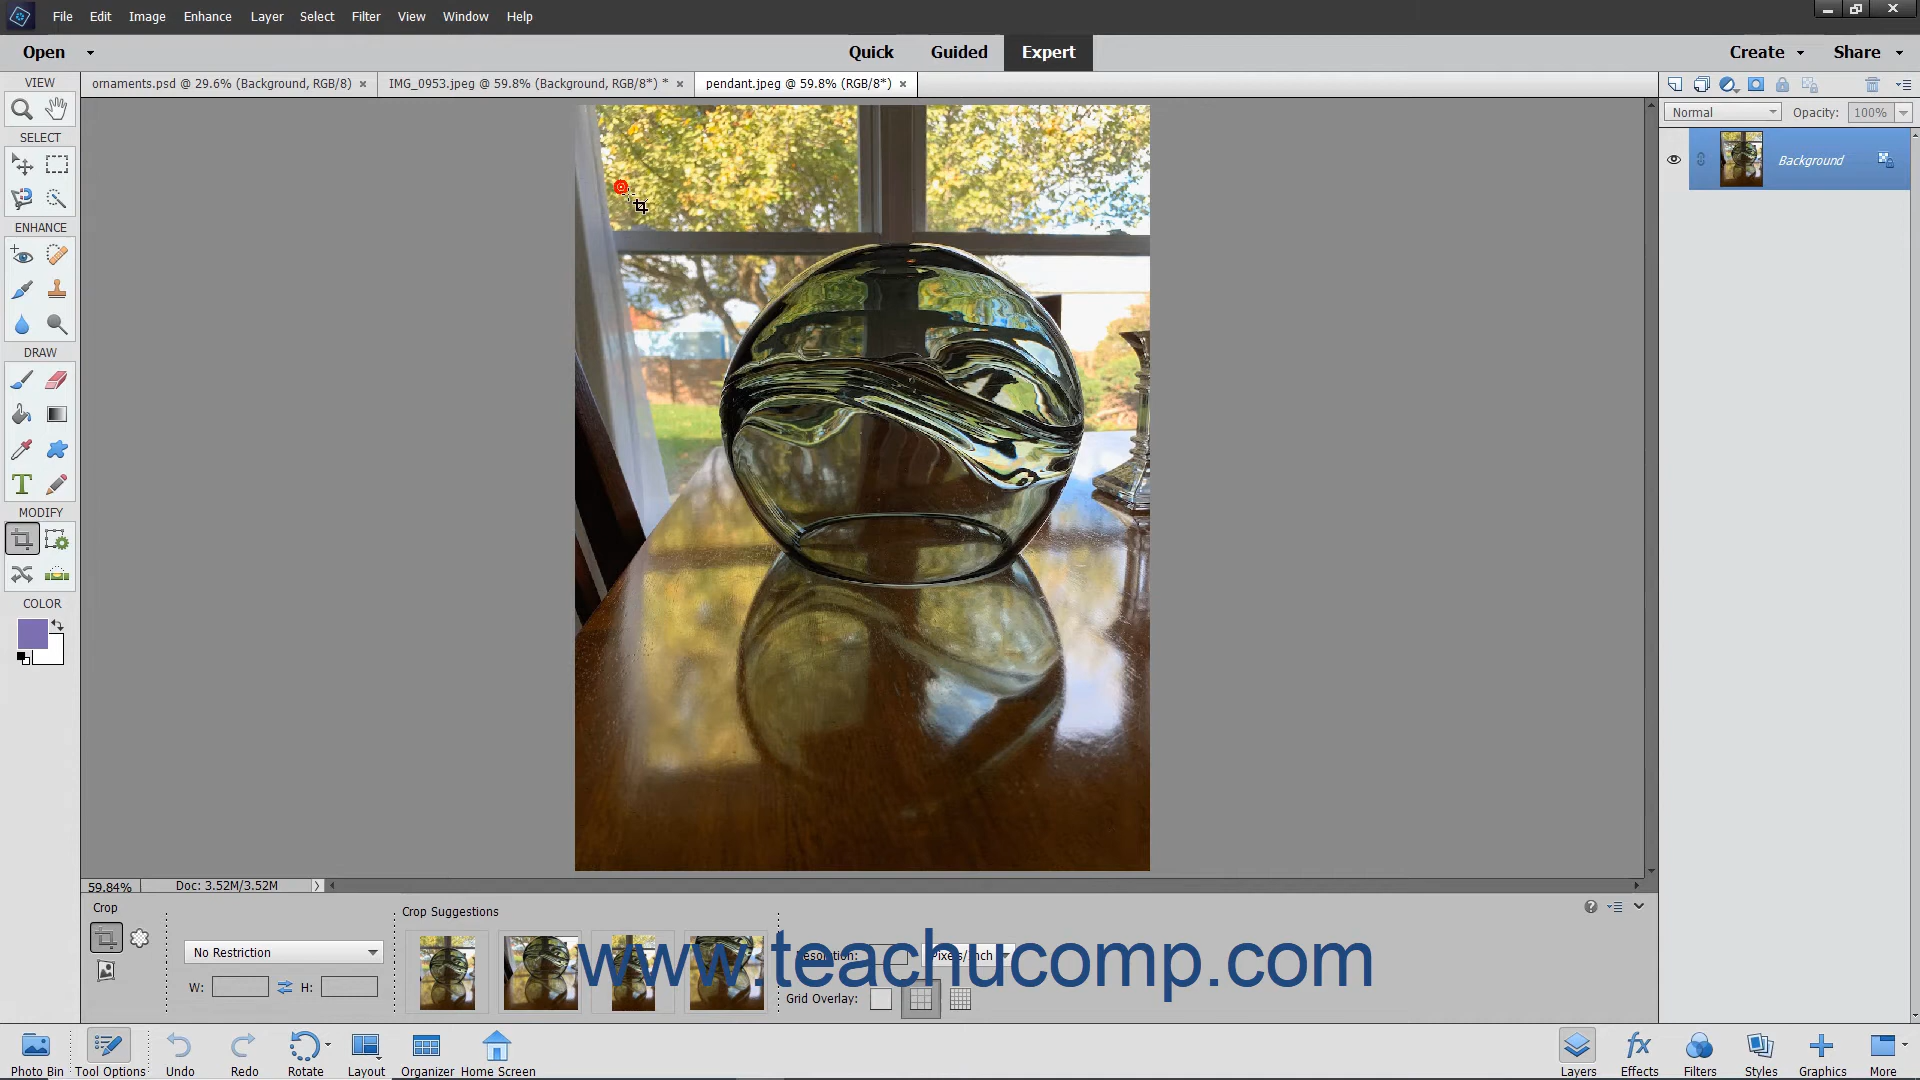 File Edit Image Enhance Layer Select Filter View Window Help
Open Quick Guided Expert Create Share
VIEW ornaments.psd @ 29.6% (Background, RGB/8) × IMG_0953.jpeg @ 59.8% (Background, RGB/8*) * × pendant.jpeg @ 59.8% (RGB/8*) ×
Normal Opacity: 100%
SELECT
Background
ENHANCE
DRAW
T
MODIFY
COLOR
59.84% Doc: 3.52M/3.52M
Crop
Crop Suggestions
No Restriction
Resolution: Pixels/Inch
www.teachucomp.com
W: H:
Grid Overlay:
Photo Bin Tool Options Undo Redo Rotate Layout Organizer Home Screen Layers fx Effects Filters Styles Graphics More